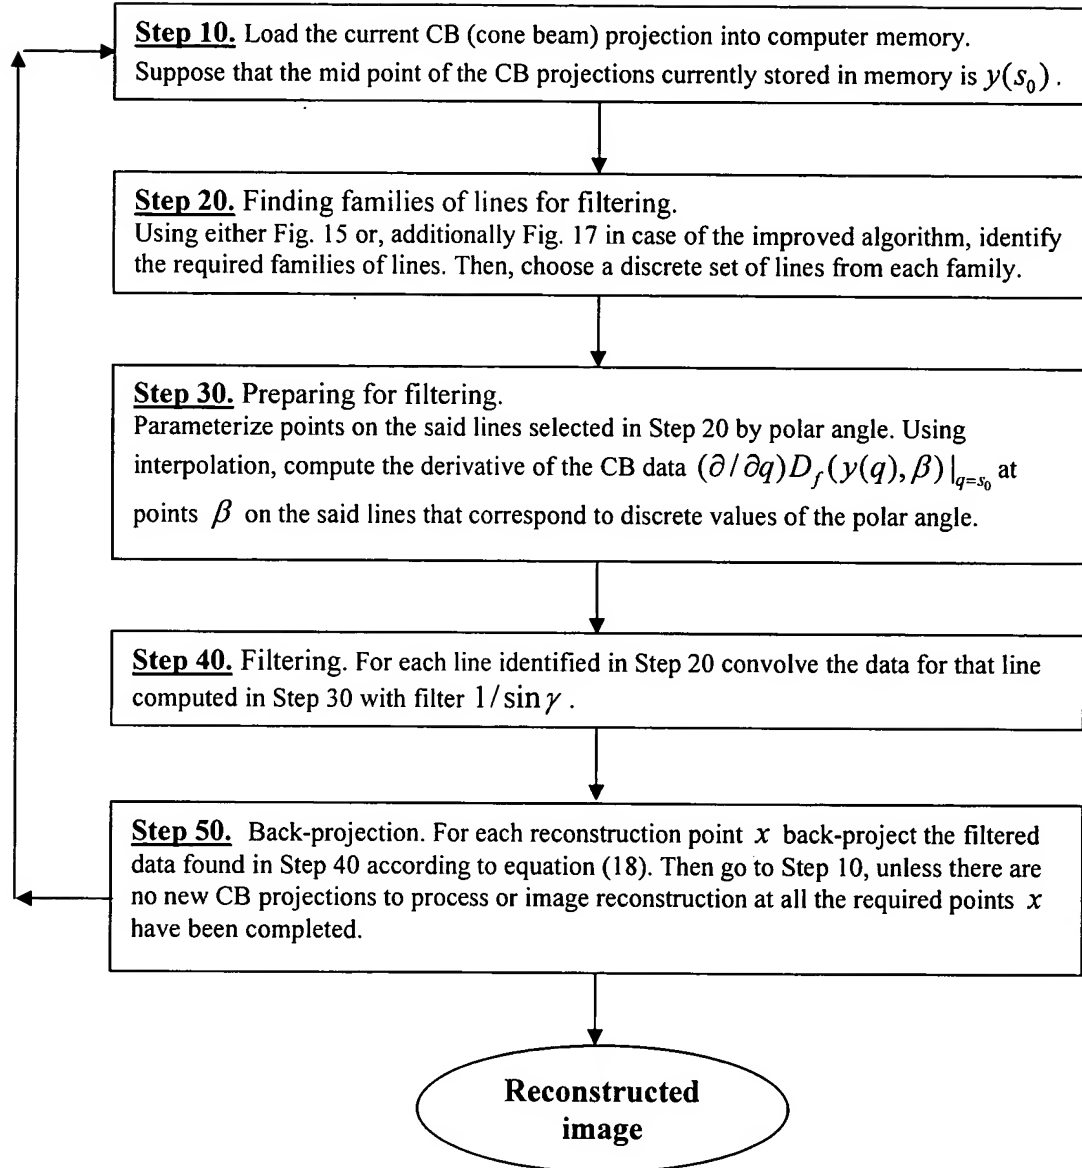 Step 10. Load the current CB (cone beam) projection into computer memory.
Suppose that the mid point of the CB projections currently stored in memory is y(s₀) .
Step 20. Finding families of lines for filtering.
Using either Fig. 15 or, additionally Fig. 17 in case of the improved algorithm, identify
the required families of lines. Then, choose a discrete set of lines from each family.
Step 30. Preparing for filtering.
Parameterize points on the said lines selected in Step 20 by polar angle. Using
interpolation, compute the derivative of the CB data (∂/∂q)D_f(y(q),β)|_{q=s₀} at
points β on the said lines that correspond to discrete values of the polar angle.
Step 40. Filtering. For each line identified in Step 20 convolve the data for that line
computed in Step 30 with filter 1/sin γ .
Step 50. Back-projection. For each reconstruction point x back-project the filtered
data found in Step 40 according to equation (18). Then go to Step 10, unless there are
no new CB projections to process or image reconstruction at all the required points x
have been completed.
Reconstructed
image